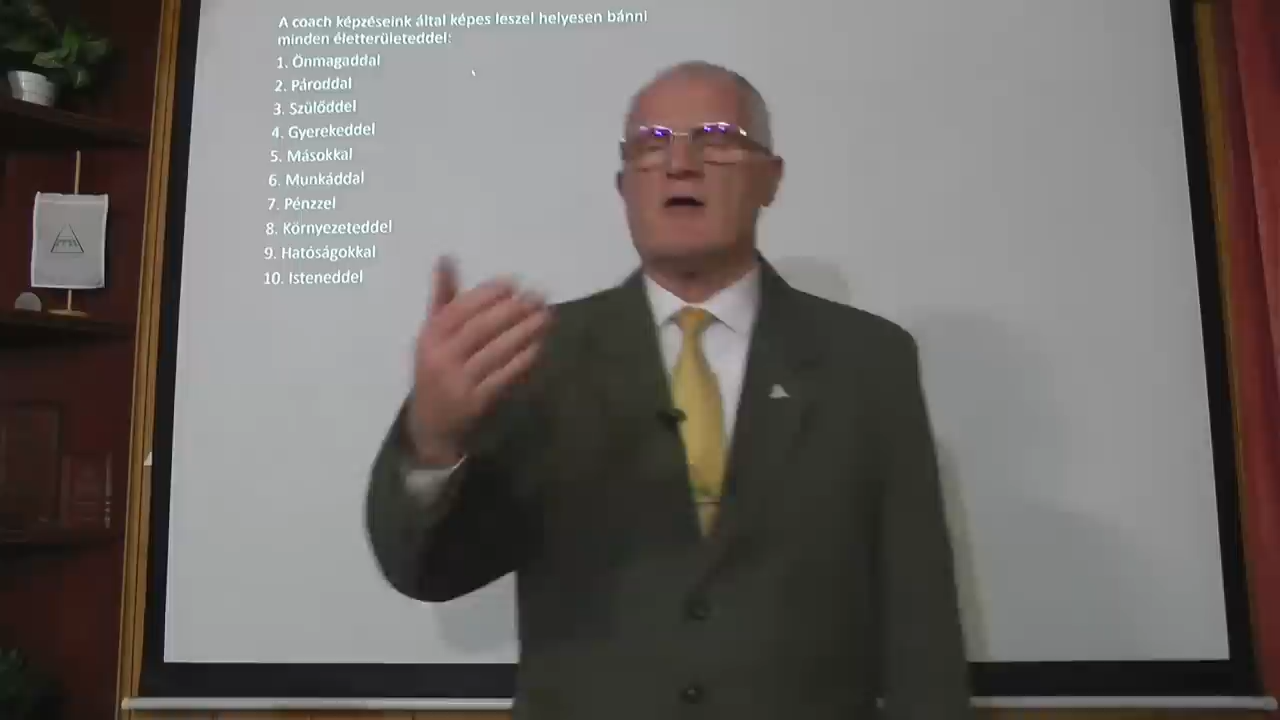 A coach képzéseink által képes leszel helyesen bánni
minden életterületeddel:
1. Önmagaddal
2. Pároddal
3. Szülőddel
4. Gyerekeddel
5. Másokkal
6. Munkáddal
7. Pénzzel
8. Környezeteddel
9. Hatóságokkal
10. Isteneddel